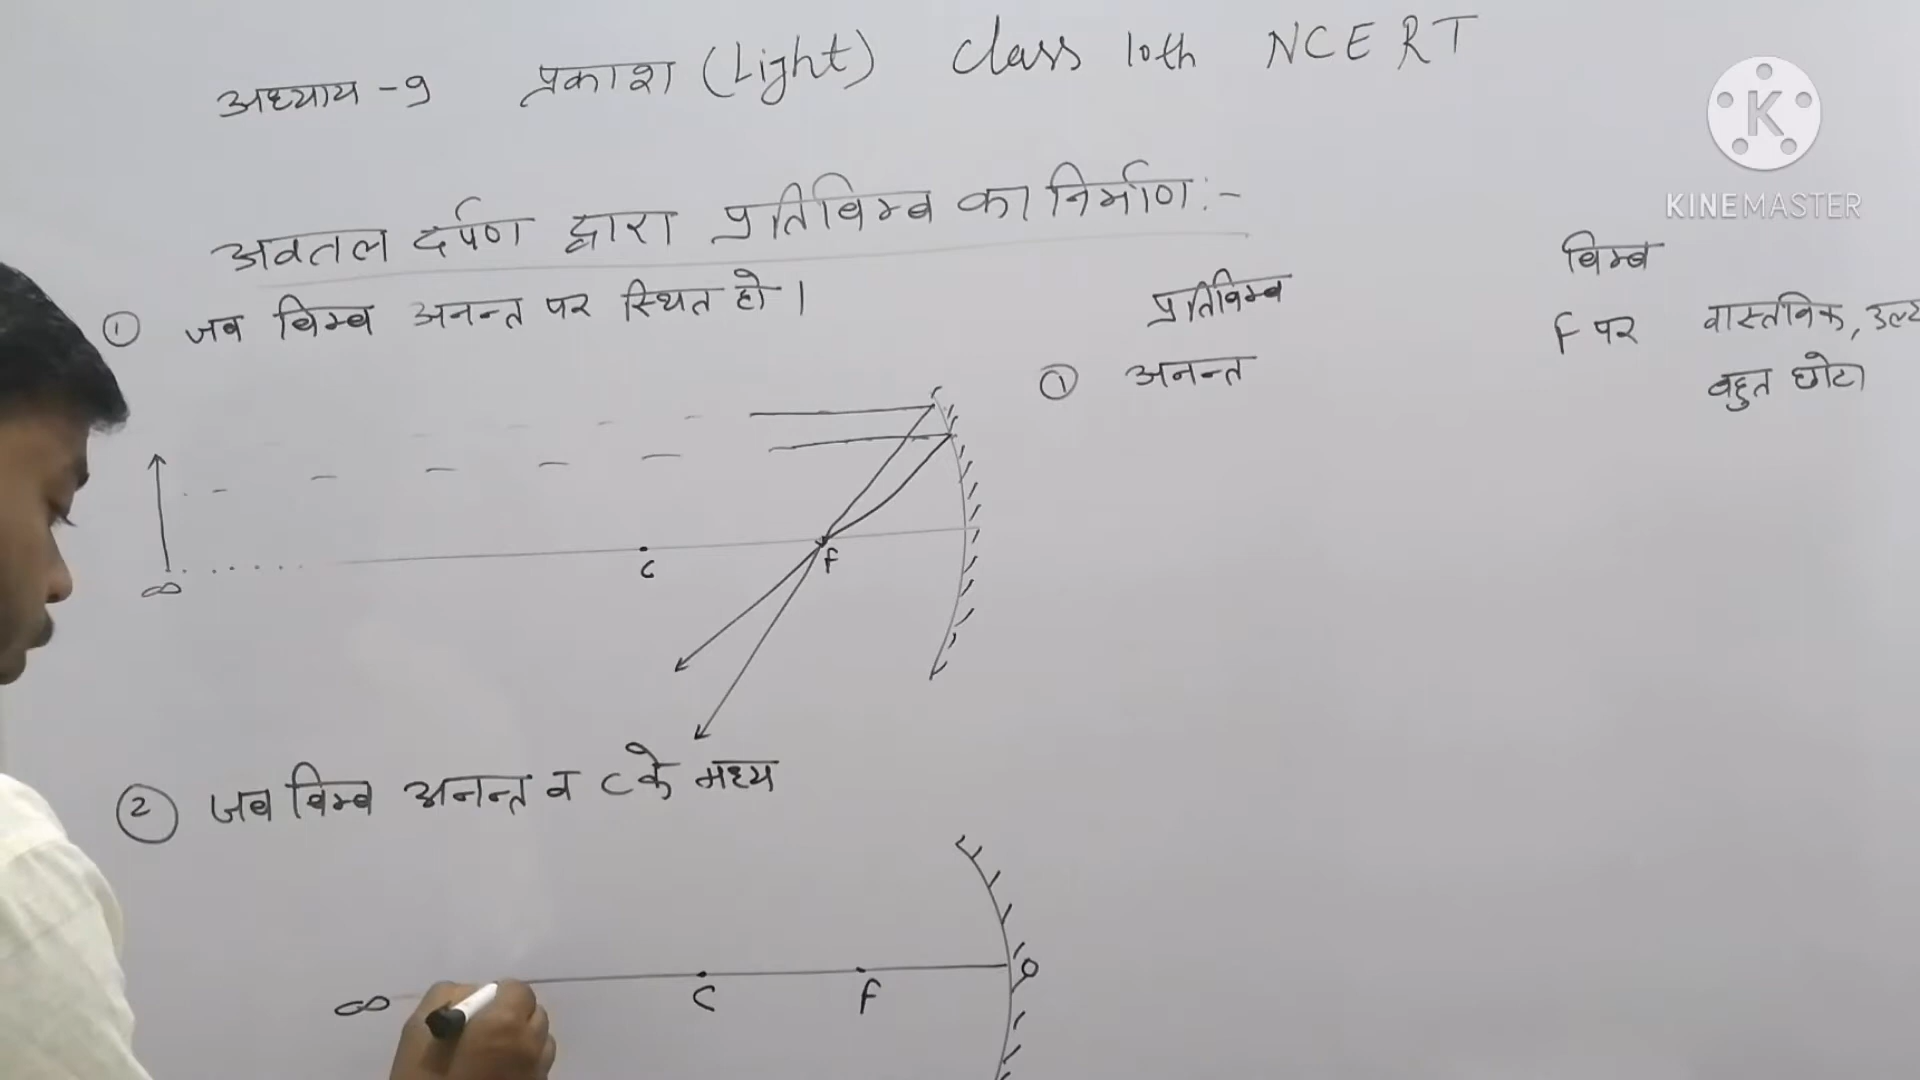 अध्याय - 9 प्रकाश (Light) Class 10th NCERT
KINEMASTER
अवतल दर्पण द्वारा प्रतिबिम्ब का निर्माण :-
① जब बिम्ब अनन्त पर स्थित हो ।
प्रतिबिम्ब बिम्ब
① अनन्त F पर वास्तविक,
बहुत छोटा
∞ C F
② जब बिम्ब अनन्त व C के मध्य
∞ C F O